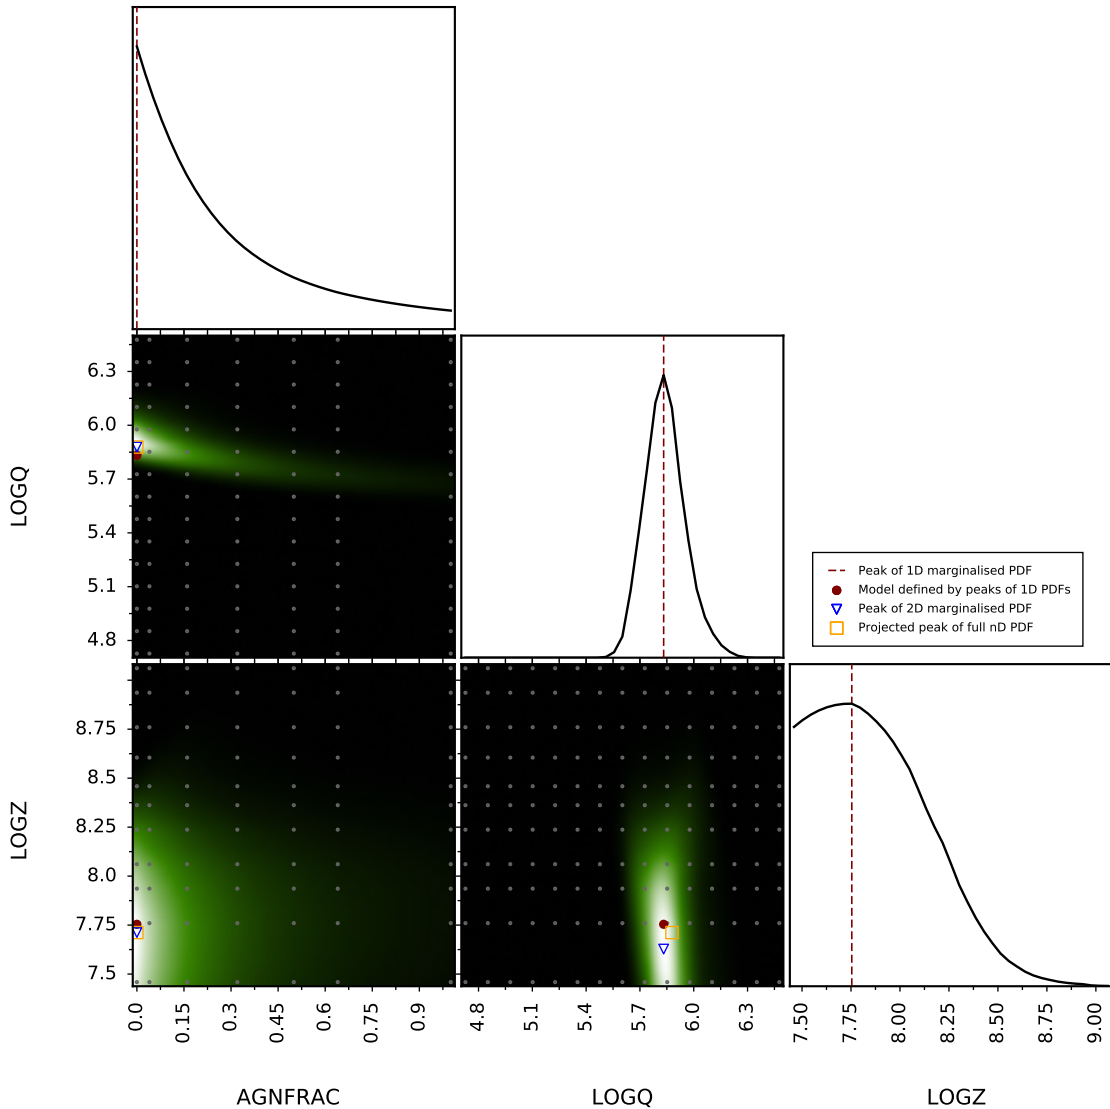 6.3
6.0
5.7
5.4
5.1
4.8
LOGQ
Peak of 1D marginalised PDF
Model defined by peaks of 1D PDFs
Peak of 2D marginalised PDF
Projected peak of full nD PDF
8.75
8.5
8.25
8.0
7.75
7.5
LOGZ
0.0 0.15 0.3 0.45 0.6 0.75 0.9
4.8 5.1 5.4 5.7 6.0 6.3
7.50 7.75 8.00 8.25 8.50 8.75 9.00
AGNFRAC LOGQ LOGZ